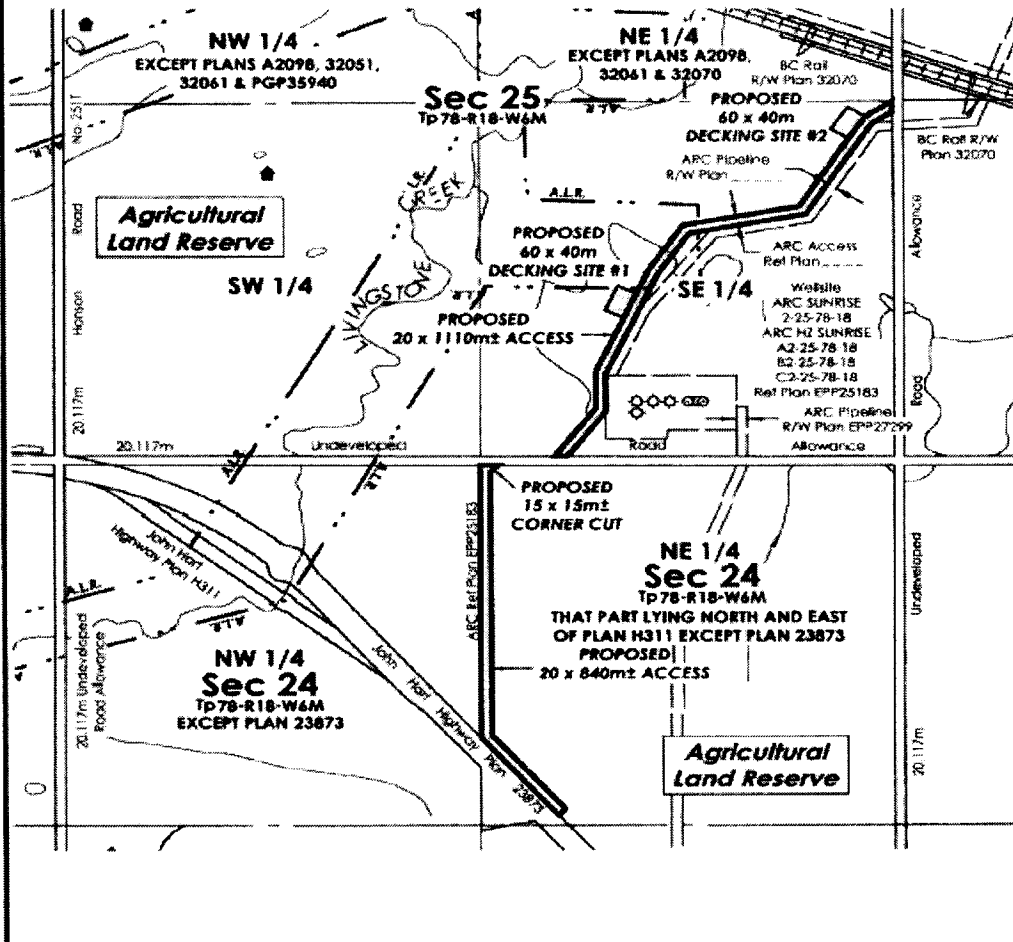 NW 1/4
EXCEPT PLANS A2098, 32051,
32061 & PGP35940
NE 1/4
EXCEPT PLANS A2098,
32061 & 32070
BC Rail
R/W Plan 32070
Sec 25
Tp 78-R18-W6M
A.L.R.
PROPOSED
60 x 40m
DECKING SITE #2
BC Rail R/W
Plan 32070
No. 251
A.L.R.
ARC Pipeline
R/W Plan
A.L.R.
CREEK
A.L.R.
Agricultural
Land Reserve
Road
Allowance
PROPOSED
60 x 40m
DECKING SITE #1
ARC Access
Ref Plan
SW 1/4
SE 1/4
LIVINGSTONE
Hanson
PROPOSED
20 x 1110m± ACCESS
Wellsite
ARC SUNRISE
2-25-78-18
ARC HZ SUNRISE
A2-25-78-18
B2-25-78-18
C2-25-78-18
Ref Plan EPP25183
Road
ARC Pipeline
R/W Plan EPP27299
20.117m
20.117m
Undeveloped
Road
Allowance
A.L.R.
A.L.R.
PROPOSED
15 x 15m±
CORNER CUT
ARC Ref Plan EPP25183
John Hart
Highway Plan H311
NE 1/4
Sec 24
Tp 78-R18-W6M
THAT PART LYING NORTH AND EAST
OF PLAN H311 EXCEPT PLAN 23873
PROPOSED
20 x 840m± ACCESS
Undeveloped
A.L.R.
A.L.R.
NW 1/4
Sec 24
Tp 78-R18-W6M
EXCEPT PLAN 23873
20.117m Undeveloped
Road Allowance
John Hart Highway Plan 23873
Agricultural
Land Reserve
20.117m